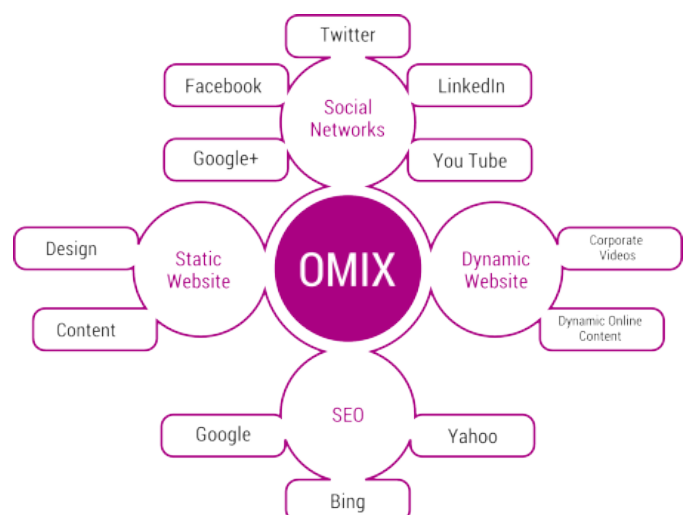 Twitter
Facebook
LinkedIn
Social
Networks
Google+
You Tube
Design
Static
Website
OMIX
Dynamic
Website
Corporate
Videos
Content
Dynamic Online
Content
SEO
Google
Yahoo
Bing